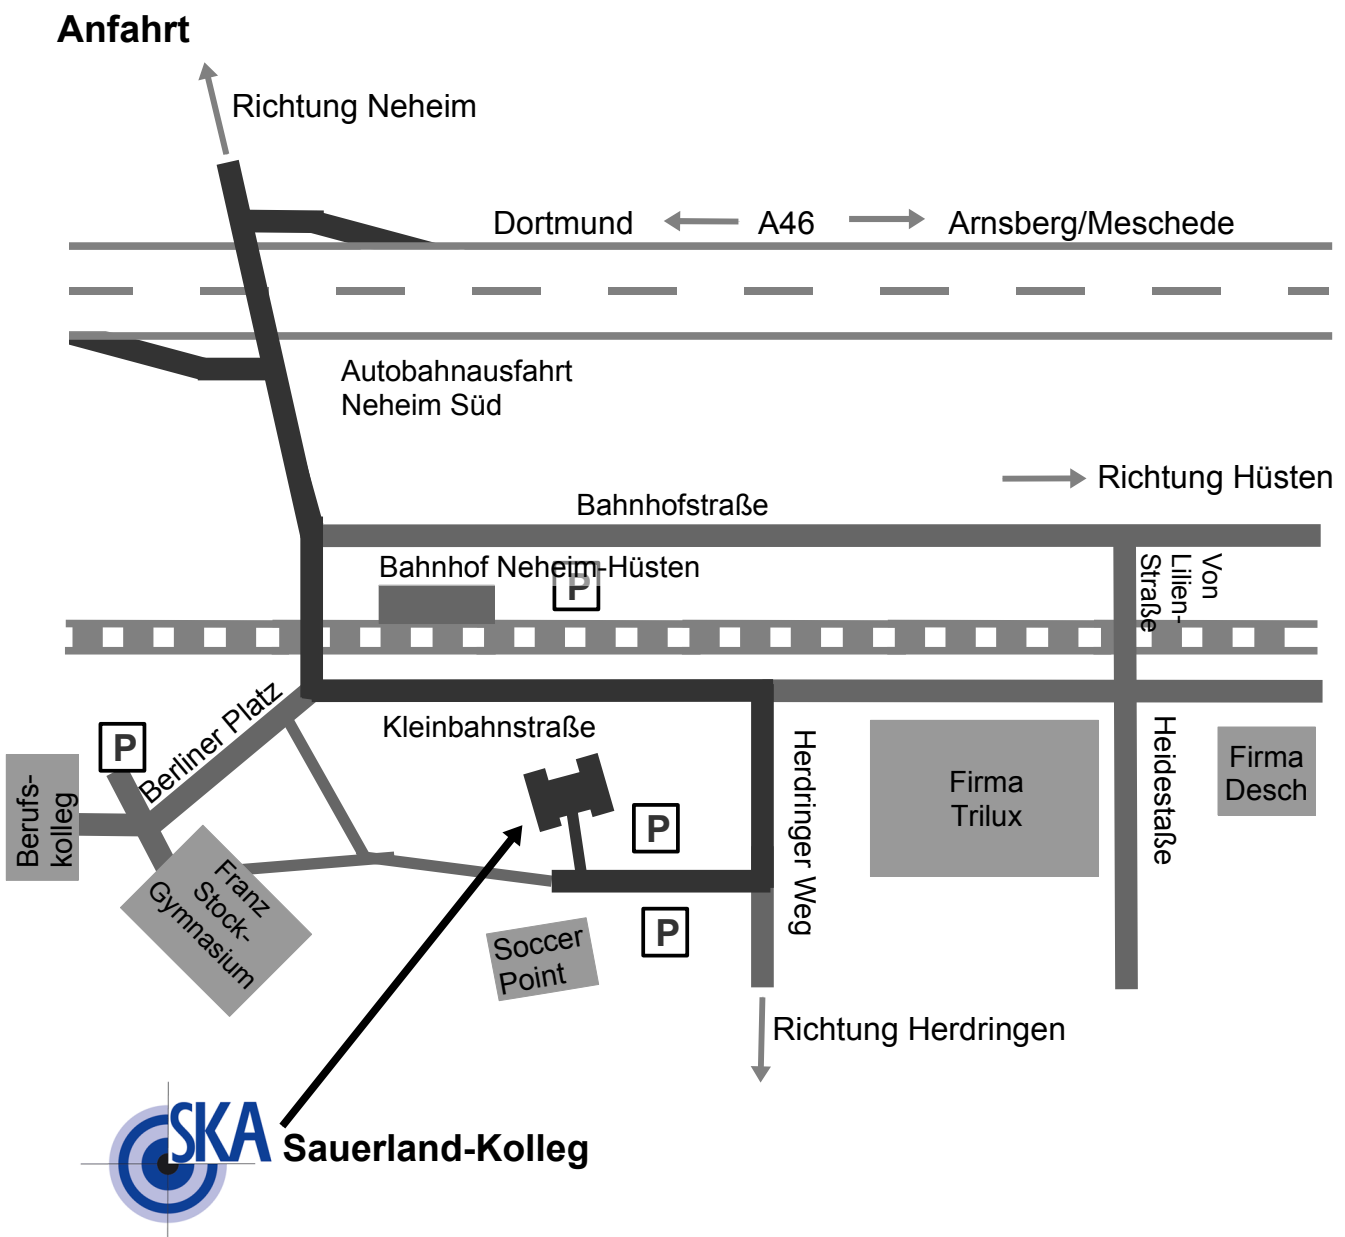 Anfahrt
Richtung Neheim
Dortmund
A46
Arnsberg/Meschede
Autobahnausfahrt
Neheim Süd
Richtung Hüsten
Bahnhofstraße
Bahnhof Neheim-Hüsten
P
Von
Lilien-
Straße
Berliner Platz
Kleinbahnstraße
P
Berufs-
kolleg
Franz
Stock-
Gymnasium
P
P
Soccer
Point
Herdringer Weg
Firma
Trilux
Heidestaße
Firma
Desch
Richtung Herdringen
SKA
Sauerland-Kolleg